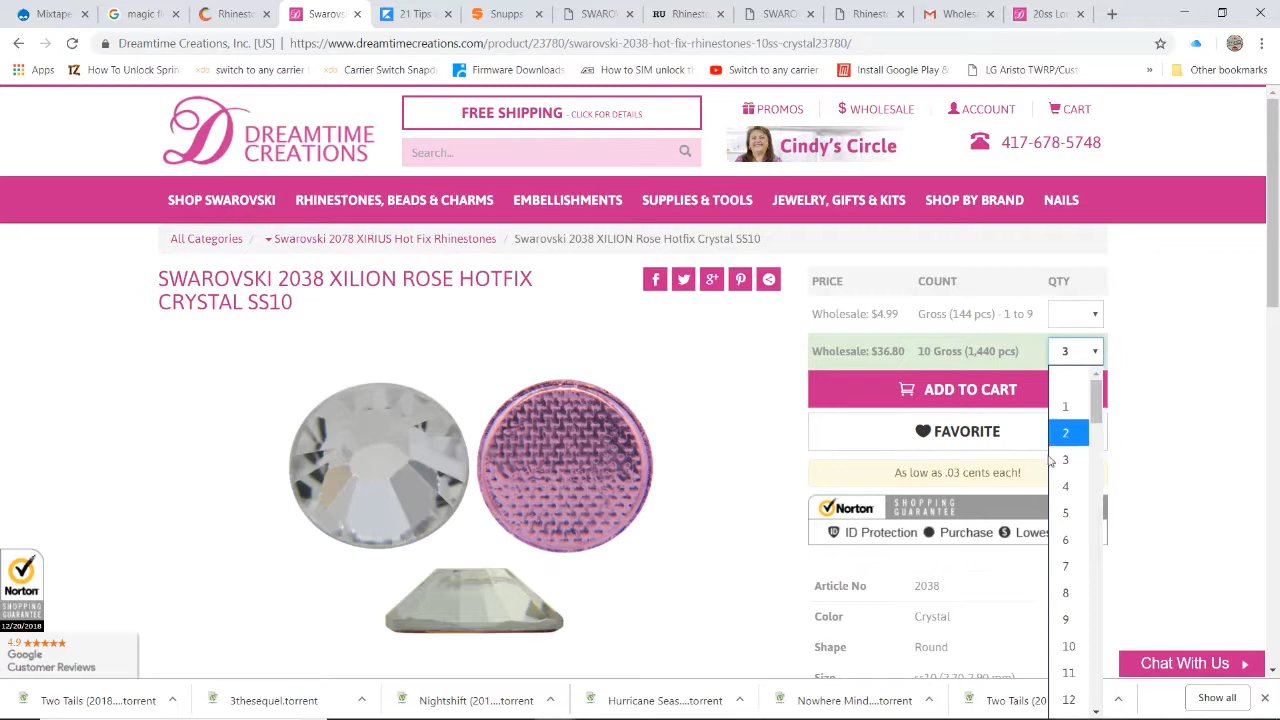 Mixplo
magic fl
Swarovs
21 Tips
Shippin
SWARO
Rhinest
SWARC
Rhinest
Wishlis
20ss Lo
Dreamtime Creations, Inc. [US] | https://www.dreamtimecreations.com/product/23780/swarovski-2038-hot-fix-rhinestones-10ss-crystal23780/
Apps
How To Unlock Sprin
switch to any carrier
Carrier Switch Snapd
Firmware Downloads
How to SIM unlock t
Switch to any carrier
Install Google Play &
LG Aristo TWRP/Cust
»
Other bookmarks
DREAMTIME
CREATIONS
FREE SHIPPING - CLICK FOR DETAILS
Search...
PROMOS
WHOLESALE
ACCOUNT
CART
Cindy's Circle
417-678-5748
SHOP SWAROVSKI
RHINESTONES, BEADS & CHARMS
EMBELLISHMENTS
SUPPLIES & TOOLS
JEWELRY, GIFTS & KITS
SHOP BY BRAND
NAILS
All Categories / Swarovski 2078 XIRIUS Hot Fix Rhinestones / Swarovski 2038 XILION Rose Hotfix Crystal SS10
SWAROVSKI 2038 XILION ROSE HOTFIX
CRYSTAL SS10
PRICE COUNT QTY
Wholesale: $4.99 Gross (144 pcs) - 1 to 9
Wholesale: $36.80 10 Gross (1,440 pcs) 3
ADD TO CART
FAVORITE
As low as .03 cents each!
Norton
SHOPPING
GUARANTEE
ID Protection Purchase Lowes
Article No 2038
Color Crystal
Shape Round
1
2
3
4
5
6
7
8
9
10
11
12
Norton
SHOPPING
GUARANTEE
12/20/2018
4.9 ★★★★★
Google
Customer Reviews
Chat With Us
Two Tails (2018....torrent
3thesequel.torrent
Nightshift (201....torrent
Hurricane Seas....torrent
Nowhere Mind....torrent
Two Tails (20
Show all